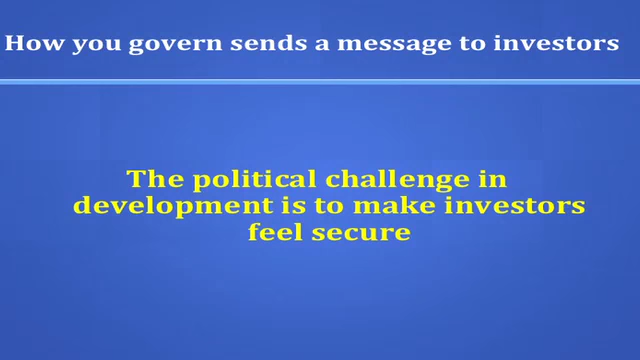 How you govern sends a message to investors
The political challenge in
development is to make investors
feel secure